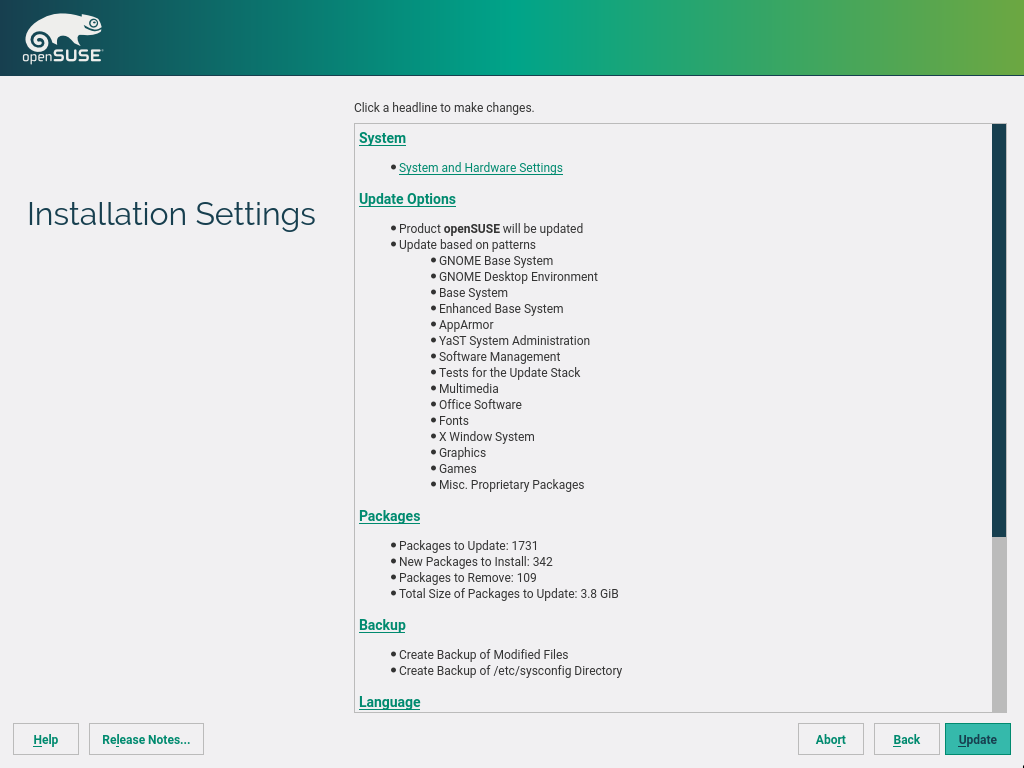 openSUSE
Click a headline to make changes.
Installation Settings
System
System and Hardware Settings
Update Options
Product openSUSE will be updated
Update based on patterns
GNOME Base System
GNOME Desktop Environment
Base System
Enhanced Base System
AppArmor
YaST System Administration
Software Management
Tests for the Update Stack
Multimedia
Office Software
Fonts
X Window System
Graphics
Games
Misc. Proprietary Packages
Packages
Packages to Update: 1731
New Packages to Install: 342
Packages to Remove: 109
Total Size of Packages to Update: 3.8 GiB
Backup
Create Backup of Modified Files
Create Backup of /etc/sysconfig Directory
Language
Help Release Notes... Abort Back Update